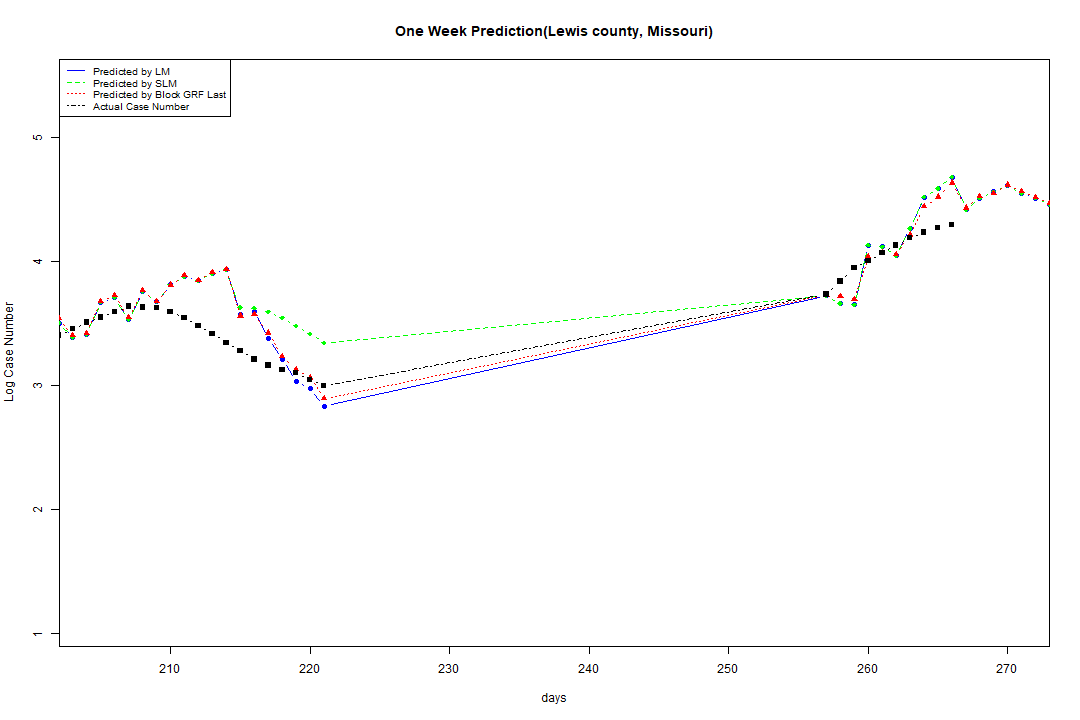 One Week Prediction(Lewis county, Missouri)
Predicted by LM
Predicted by SLM
Predicted by Block GRF Last
Actual Case Number
5
4
3
2
1
Log Case Number
210 220 230 240 250 260 270
days